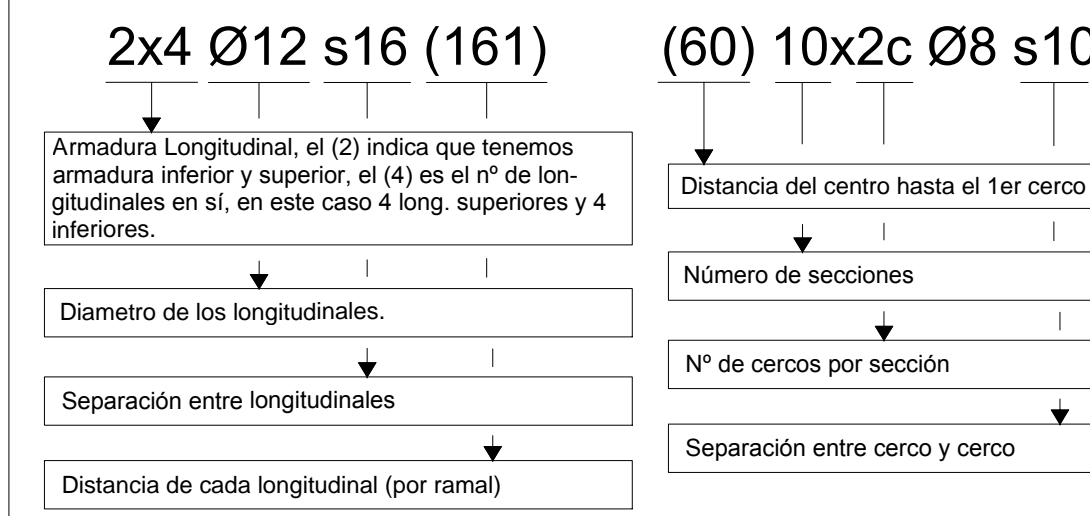 2x4 Ø12 s16 (161)
Armadura Longitudinal, el (2) indica que tenemos
armadura inferior y superior, el (4) es el nº de lon-
gitudinales en sí, en este caso 4 long. superiores y 4
inferiores.
Diametro de los longitudinales.
Separación entre longitudinales
Distancia de cada longitudinal (por ramal)
(60) 10x2c Ø8 s10
Distancia del centro hasta el 1er cerco
Número de secciones
Nº de cercos por sección
Separación entre cerco y cerco